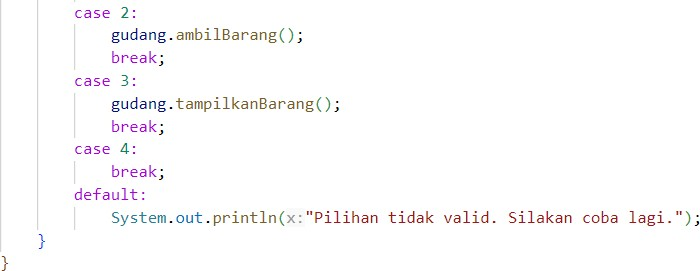 case 2:
gudang.ambilBarang();
break;
case 3:
gudang.tampilkanBarang();
break;
case 4:
break;
default:
System.out.println(x:"Pilihan tidak valid. Silakan coba lagi.");
}
}